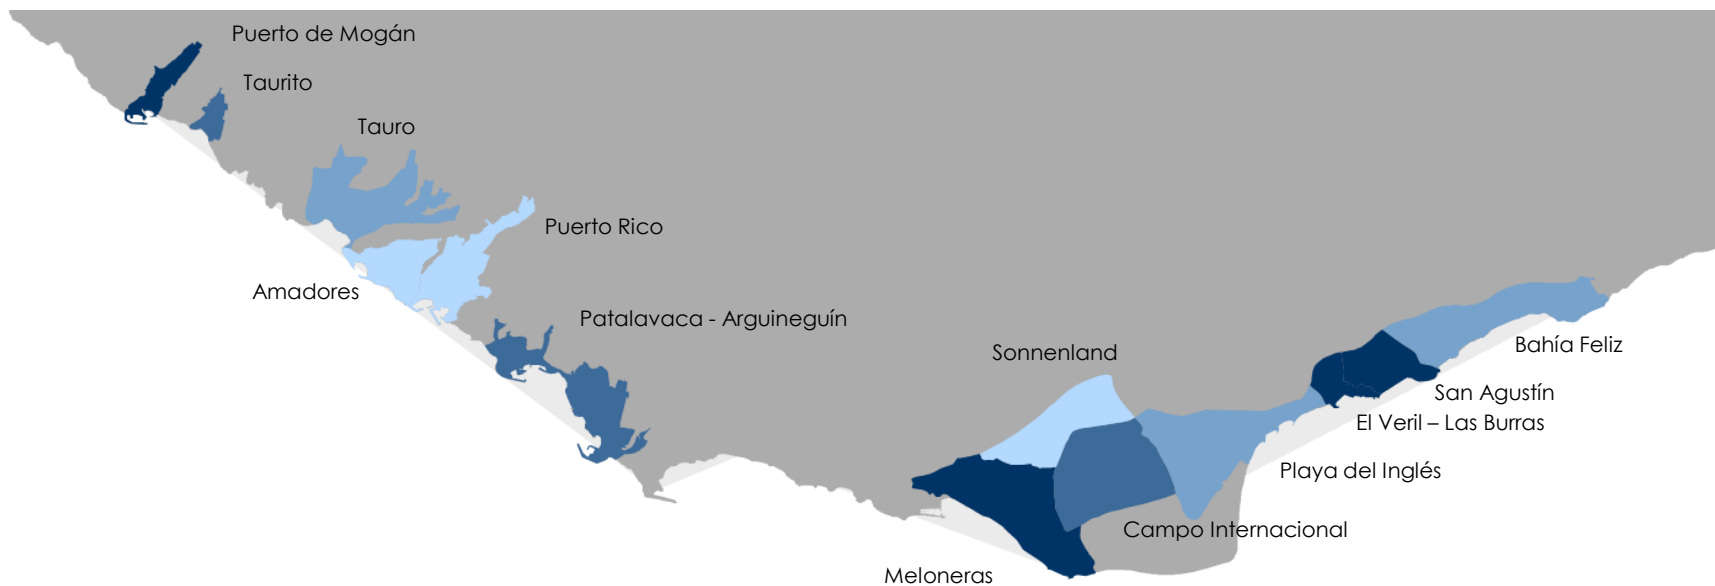 Puerto de Mogán
Taurito
Tauro
Puerto Rico
Amadores
Patalavaca - Arguineguín
Sonnenland
Bahía Feliz
San Agustín
El Veril – Las Burras
Playa del Inglés
Campo Internacional
Meloneras